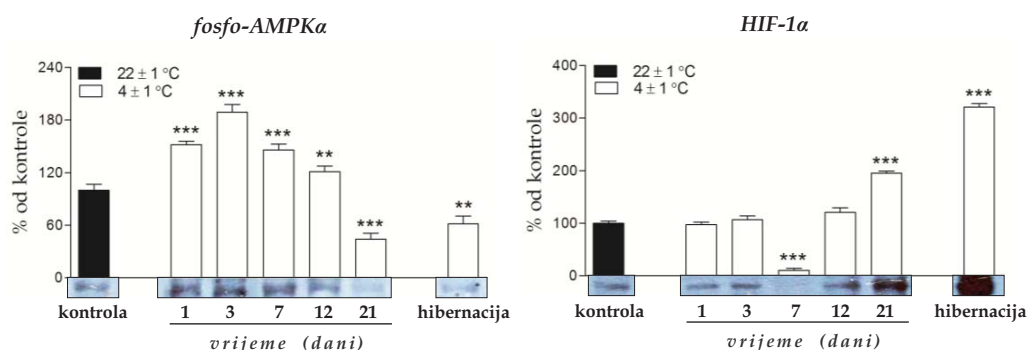 fosfo-AMPKα
240
180
120
60
0
% od kontrole
22 ± 1 °C
4 ± 1 °C
***
***
***
**
***
**
kontrola
1 3 7 12 21
hibernacija
vrijeme (dani)
HIF-1α
400
300
200
100
0
% od kontrole
22 ± 1 °C
4 ± 1 °C
***
***
***
kontrola
1 3 7 12 21
hibernacija
vrijeme (dani)